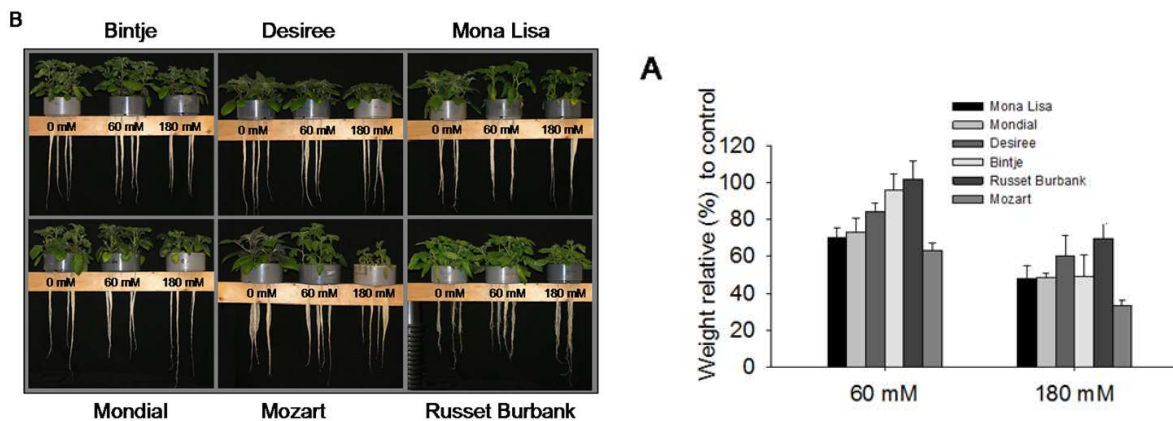 B
Bintje Desiree Mona Lisa
0 mM 60 mM 180 mM
0 mM 60 mM 180 mM
0 mM 60 mM 180 mM
0 mM 60 mM 180 mM
0 mM 60 mM 180 mM
0 mM 60 mM 180 mM
Mondial Mozart Russet Burbank
A
Mona Lisa
Mondial
Desiree
Bintje
Russet Burbank
Mozart
Weight relative (%) to control
120
100
80
60
40
20
0
60 mM 180 mM